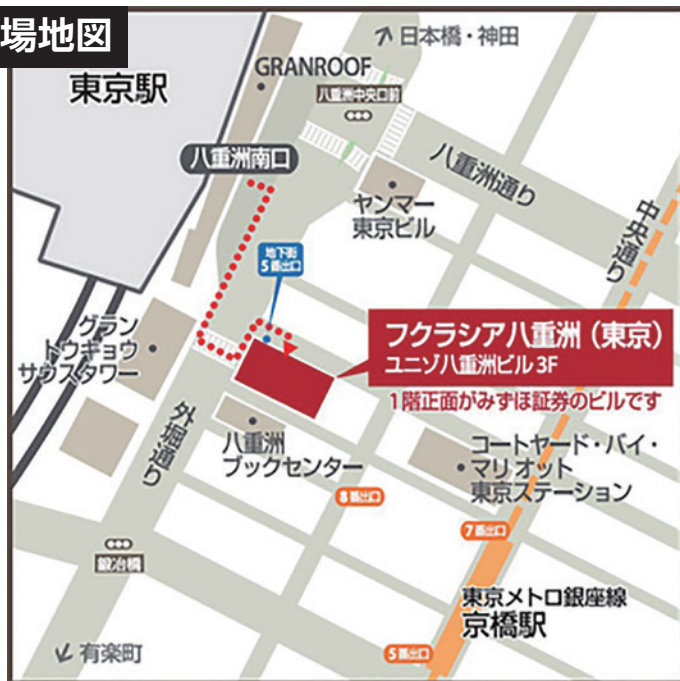 場地図
日本橋・神田
東京駅
GRANROOF
八重洲中央口前
八重洲南口
八重洲通り
ヤンマー
東京ビル
中央通り
地下街
5番出口
フクラシア八重洲(東京)
ユニゾ八重洲ビル 3F
1階正面がみずほ証券のビルです
グラン
トウキョウ
サウスタワー
外堀通り
八重洲
ブックセンター
コートヤード・バイ・
マリオット
東京ステーション
8番出口
7番出口
鍛冶橋
東京メトロ銀座線
京橋駅
有楽町
5番出口